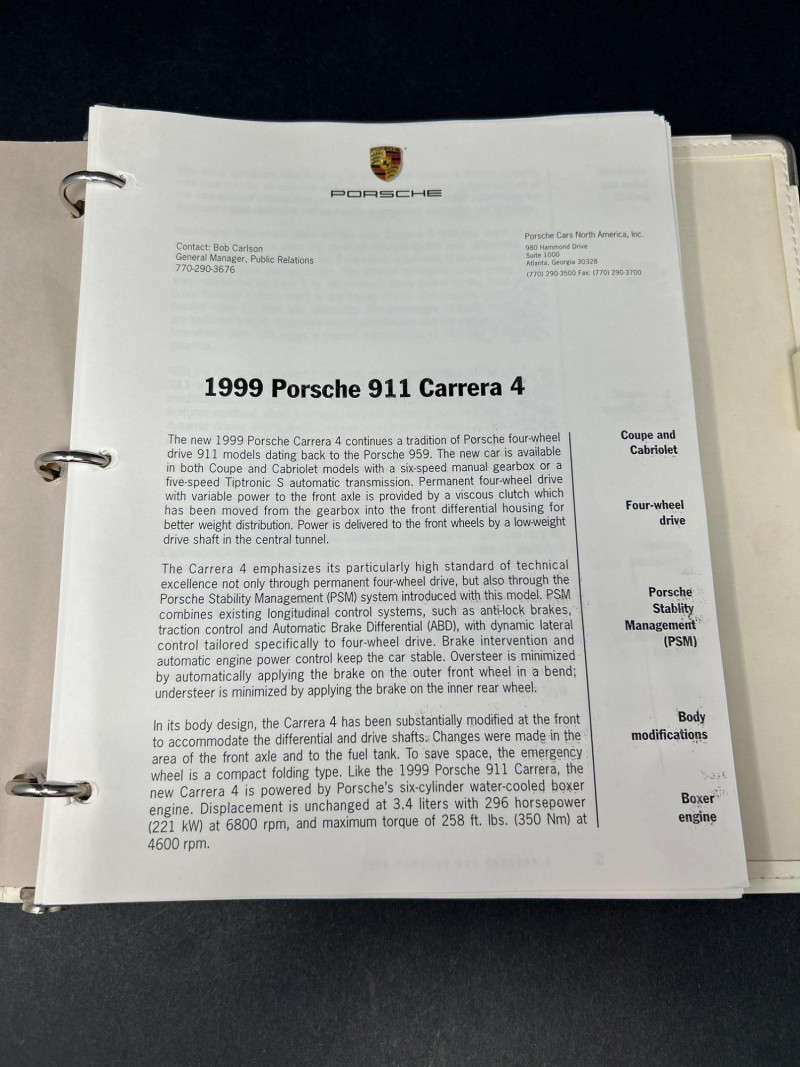 PORSCHE
Contact: Bob Carlson
General Manager, Public Relations
770-290-3676
Porsche Cars North America, Inc.
980 Hammond Drive
Suite 1000
Atlanta, Georgia 30328
(770) 290-3500 Fax: (770) 290-3700
1999 Porsche 911 Carrera 4
The new 1999 Porsche Carrera 4 continues a tradition of Porsche four-wheel
drive 911 models dating back to the Porsche 959. The new car is available
in both Coupe and Cabriolet models with a six-speed manual gearbox or a
five-speed Tiptronic S automatic transmission. Permanent four-wheel drive
with variable power to the front axle is provided by a viscous clutch which
has been moved from the gearbox into the front differential housing for
better weight distribution. Power is delivered to the front wheels by a low-weight
drive shaft in the central tunnel.
Coupe and
Cabriolet
Four-wheel
drive
The Carrera 4 emphasizes its particularly high standard of technical
excellence not only through permanent four-wheel drive, but also through the
Porsche Stability Management (PSM) system introduced with this model. PSM
combines existing longitudinal control systems, such as anti-lock brakes,
traction control and Automatic Brake Differential (ABD), with dynamic lateral
control tailored specifically to four-wheel drive. Brake intervention and
automatic engine power control keep the car stable. Oversteer is minimized
by automatically applying the brake on the outer front wheel in a bend;
understeer is minimized by applying the brake on the inner rear wheel.
Porsche
Stablity
Management
(PSM)
In its body design, the Carrera 4 has been substantially modified at the front
to accommodate the differential and drive shafts. Changes were made in the
area of the front axle and to the fuel tank. To save space, the emergency
wheel is a compact folding type. Like the 1999 Porsche 911 Carrera, the
new Carrera 4 is powered by Porsche's six-cylinder water-cooled boxer
engine. Displacement is unchanged at 3.4 liters with 296 horsepower
(221 kW) at 6800 rpm, and maximum torque of 258 ft. lbs. (350 Nm) at
4600 rpm.
Body
modifications
Boxer
engine